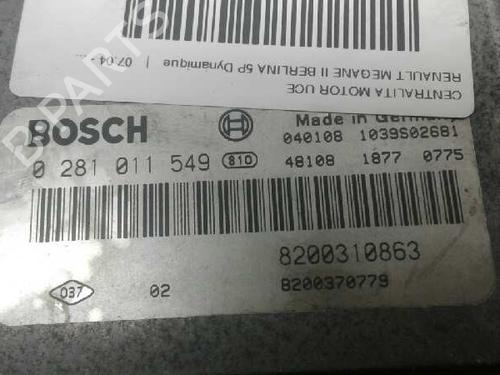 CENTRALITA MOTOR UCE
RENAULT MEGANE II BERLINA 5P Dynamique | 07.04 - ...
B-PARTS
BOSCH
Made in Germany
040108 1039S02681
0 281 011 549 810
48108 1877 0775
8200310863
037 02
8200370779